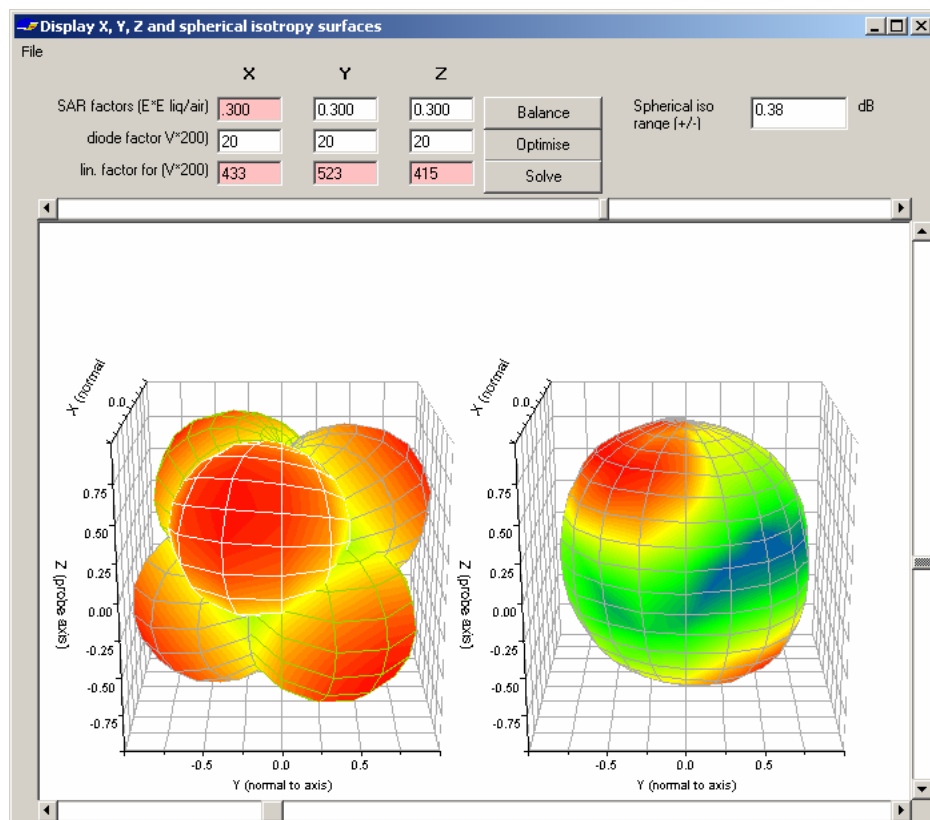 Display X, Y, Z and spherical isotropy surfaces
File
X Y Z
SAR factors (E*E liq/air) .300 0.300 0.300 Balance Spherical iso range (+/-) 0.38 dB
diode factor V*200) 20 20 20 Optimise
lin. factor for (V*200) 433 523 415 Solve
X (normal
0.0
0.75
0.50
0.25
0.00
-0.25
-0.50
-0.75
Z (probe axis)
-0.5 0.0 0.5
Y (normal to axis)
X (normal
0.0
0.75
0.50
0.25
0.00
-0.25
-0.50
-0.75
Z (probe axis)
-0.5 0.0 0.5
Y (normal to axis)